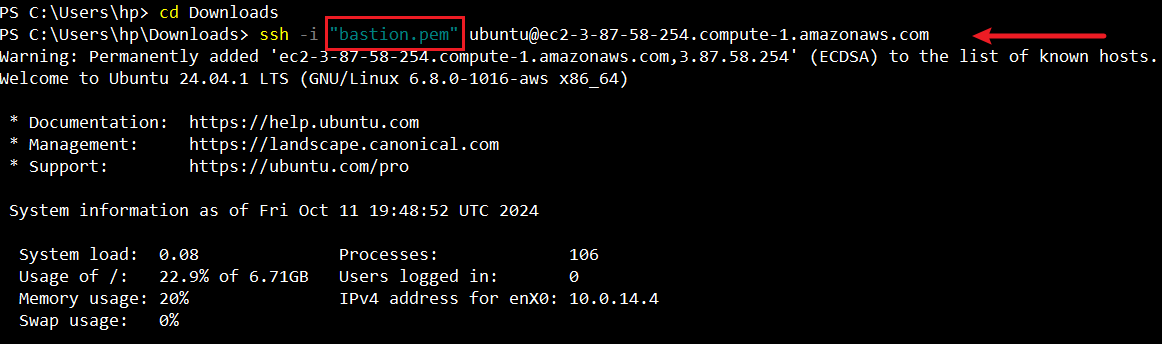 PS C:\Users\hp> cd Downloads
PS C:\Users\hp\Downloads> ssh -i "bastion.pem" ubuntu@ec2-3-87-58-254.compute-1.amazonaws.com
Warning: Permanently added 'ec2-3-87-58-254.compute-1.amazonaws.com,3.87.58.254' (ECDSA) to the list of known hosts.
Welcome to Ubuntu 24.04.1 LTS (GNU/Linux 6.8.0-1016-aws x86_64)
* Documentation:  https://help.ubuntu.com
* Management:     https://landscape.canonical.com
* Support:        https://ubuntu.com/pro
System information as of Fri Oct 11 19:48:52 UTC 2024
System load:  0.08               Processes:             106
Usage of /:   22.9% of 6.71GB   Users logged in:       0
Memory usage: 20%                IPv4 address for enX0: 10.0.14.4
Swap usage:   0%